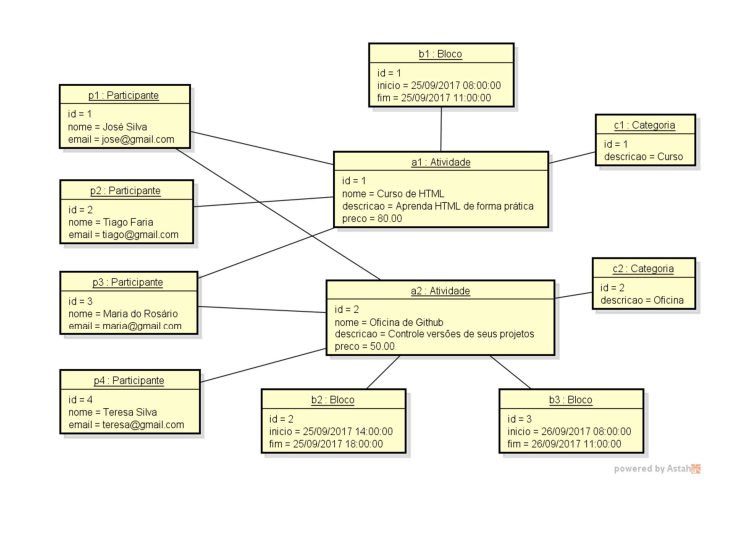 b1 : Bloco
id = 1
inicio = 25/09/2017 08:00:00
fim = 25/09/2017 11:00:00
p1 : Participante
id = 1
nome = José Silva
email = jose@gmail.com
c1 : Categoria
id = 1
descricao = Curso
a1 : Atividade
id = 1
nome = Curso de HTML
descricao = Aprenda HTML de forma prática
preco = 80.00
p2 : Participante
id = 2
nome = Tiago Faria
email = tiago@gmail.com
p3 : Participante
id = 3
nome = Maria do Rosário
email = maria@gmail.com
c2 : Categoria
id = 2
descricao = Oficina
a2 : Atividade
id = 2
nome = Oficina de Github
descricao = Controle versões de seus projetos
preco = 50.00
p4 : Participante
id = 4
nome = Teresa Silva
email = teresa@gmail.com
b2 : Bloco
id = 2
inicio = 25/09/2017 14:00:00
fim = 25/09/2017 18:00:00
b3 : Bloco
id = 3
inicio = 26/09/2017 08:00:00
fim = 26/09/2017 11:00:00
powered by Astah